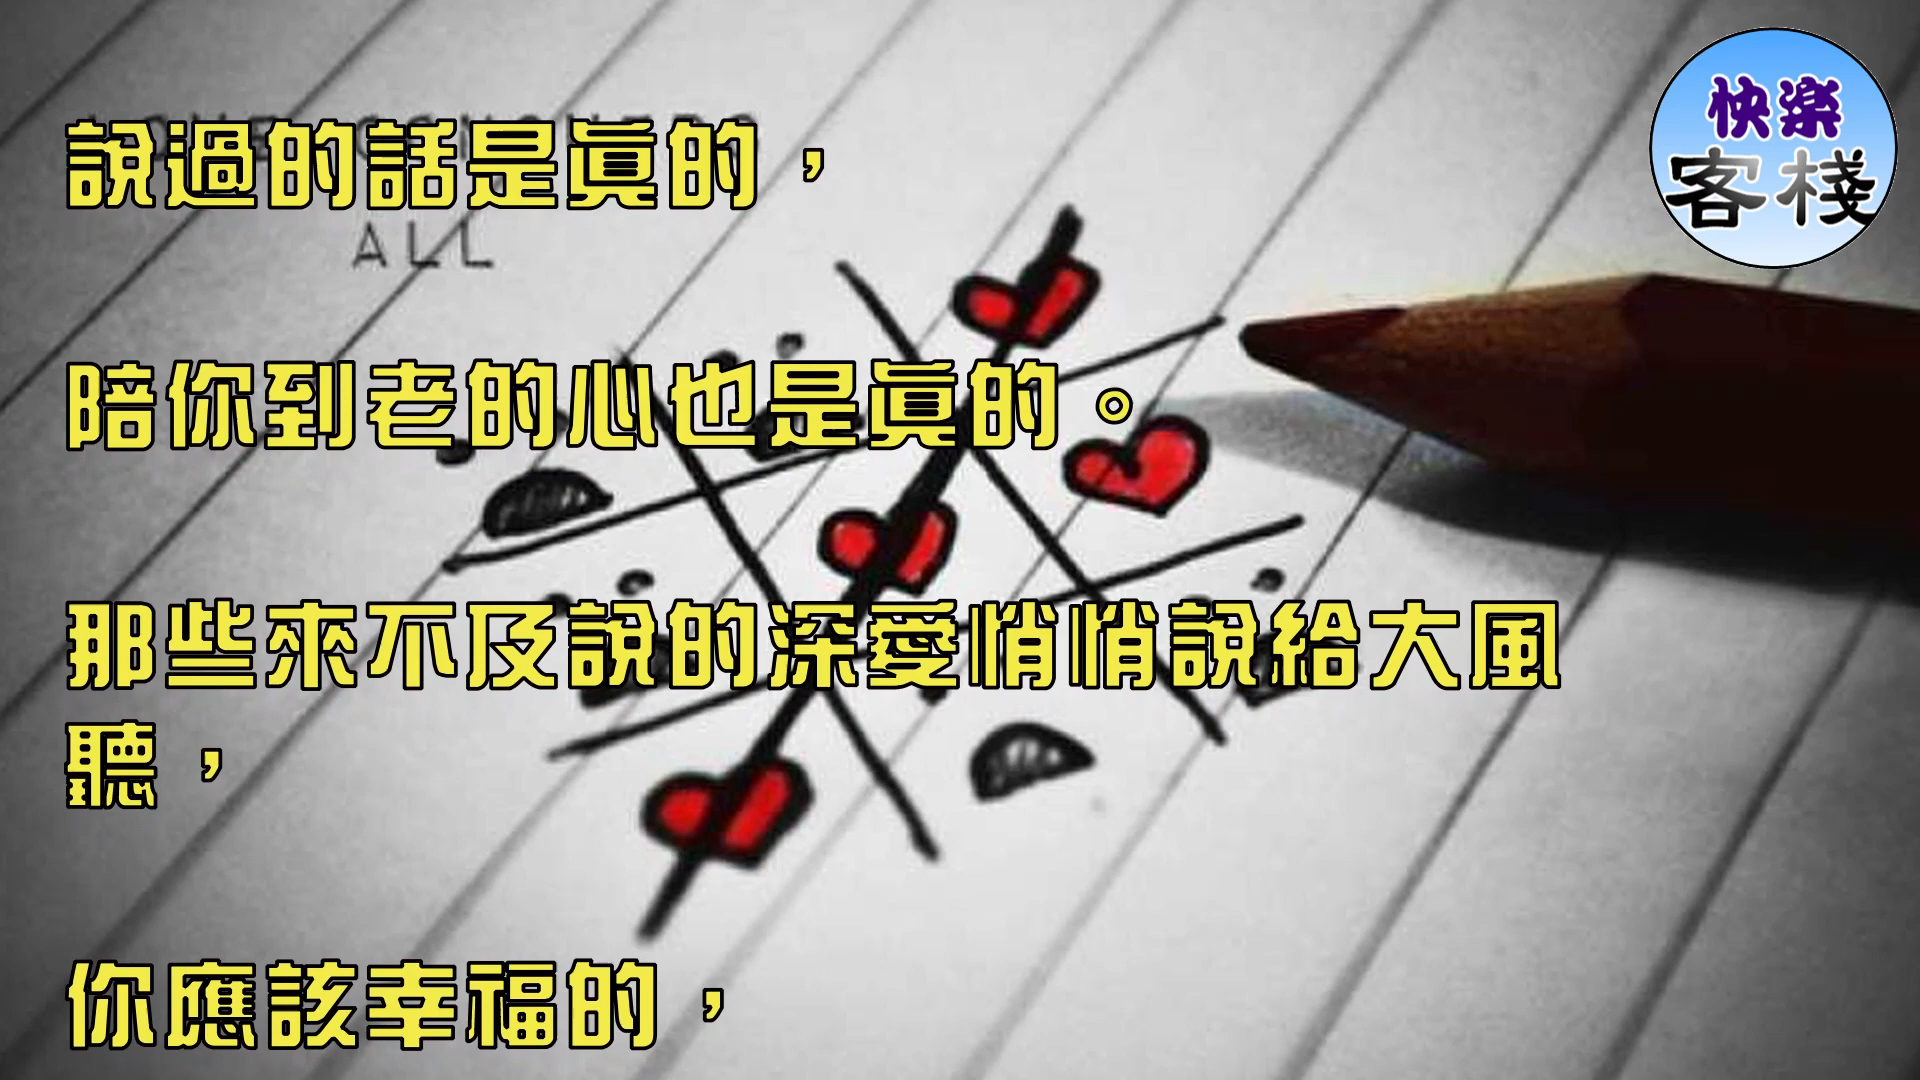 快樂
客棧
說過的話是真的，
ALL
陪你到老的心也是真的。
那些來不及說的深愛悄悄說給大風
聽，
你應該幸福的，